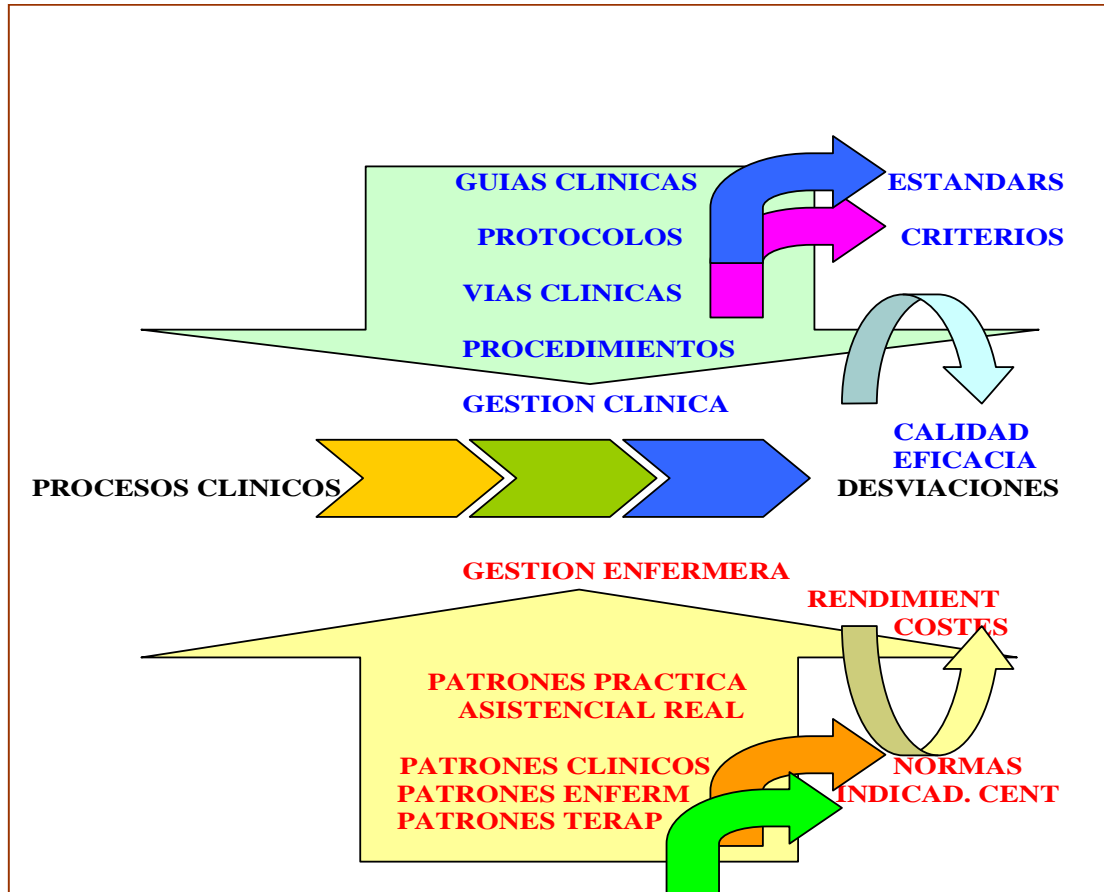 GUIAS CLINICAS
ESTANDARS
PROTOCOLOS
CRITERIOS
VIAS CLINICAS
PROCEDIMIENTOS
GESTION CLINICA
CALIDAD
EFICACIA
PROCESOS CLINICOS
DESVIACIONES
GESTION ENFERMERA
RENDIMIENT
COSTES
PATRONES PRACTICA
ASISTENCIAL REAL
PATRONES CLINICOS
NORMAS
PATRONES ENFERM
INDICAD. CENT
PATRONES TERAP